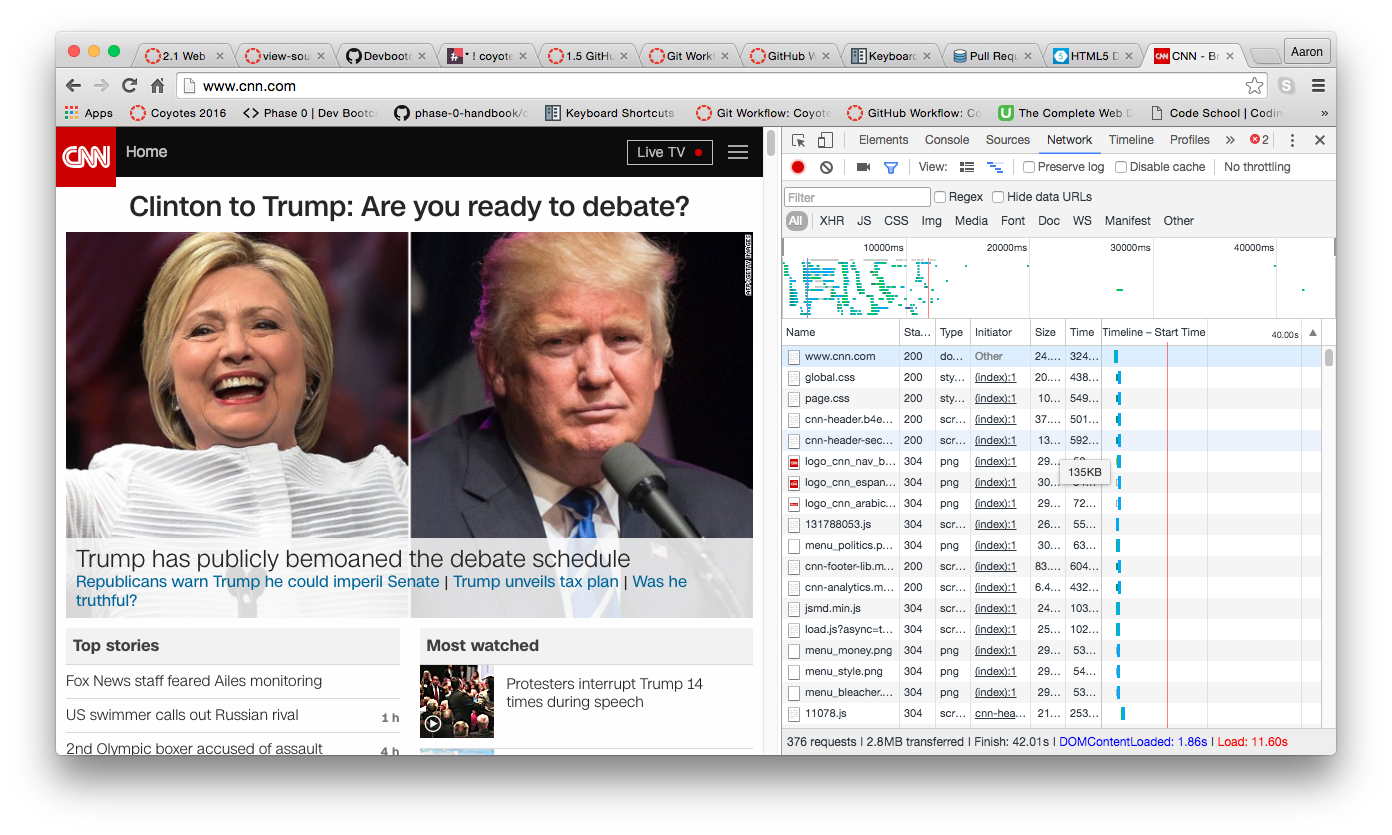 2.1 Web
view-sou
Devbootc
* ! coyote
1.5 GitHu
Git Workf
GitHub W
Keyboard
Pull Requ
HTML5 D
CNN - Br
Aaron
www.cnn.com
Apps
Coyotes 2016
Phase 0 | Dev Bootc
phase-0-handbook/c
Keyboard Shortcuts
Git Workflow: Coyote
GitHub Workflow: Co
The Complete Web D
Code School | Codin
»
CNN
Home
Live TV
Clinton to Trump: Are you ready to debate?
AFP/GETTY IMAGES
Trump has publicly bemoaned the debate schedule
Republicans warn Trump he could imperil Senate | Trump unveils tax plan | Was he
truthful?
Top stories
Fox News staff feared Ailes monitoring
US swimmer calls out Russian rival 1 h
2nd Olympic boxer accused of assault 4 h
Most watched
Protesters interrupt Trump 14
times during speech
Elements Console Sources Network Timeline Profiles » 2
View: Preserve log Disable cache No throttling
Filter Regex Hide data URLs
All XHR JS CSS Img Media Font Doc WS Manifest Other
10000ms 20000ms 30000ms 40000ms
Name Sta... Type Initiator Size Time Timeline – Start Time 40.00s
www.cnn.com 200 do... Other 24.... 324...
global.css 200 sty... (index):1 20.... 438...
page.css 200 sty... (index):1 10... 549...
cnn-header.b4e... 200 scr... (index):1 37.... 501...
cnn-header-sec... 200 scr... (index):1 13... 592...
logo_cnn_nav_b... 304 png (index):1 29...
135KB
logo_cnn_espan... 304 png (index):1 30...
logo_cnn_arabic... 304 png (index):1 29... 72...
131788053.js 304 scr... (index):1 26... 55...
menu_politics.p... 304 png (index):1 30... 63...
cnn-footer-lib.m... 200 scr... (index):1 83.... 604...
cnn-analytics.m... 200 scr... (index):1 6.4... 432...
jsmd.min.js 304 scr... (index):1 24... 103...
load.js?async=t... 304 scr... (index):1 25... 102...
menu_money.png 304 png (index):1 29... 53...
menu_style.png 304 png (index):1 29... 54...
menu_bleacher.... 304 png (index):1 29... 53...
11078.js 304 scr... cnn-hea... 21... 253...
376 requests | 2.8MB transferred | Finish: 42.01s | DOMContentLoaded: 1.86s | Load: 11.60s